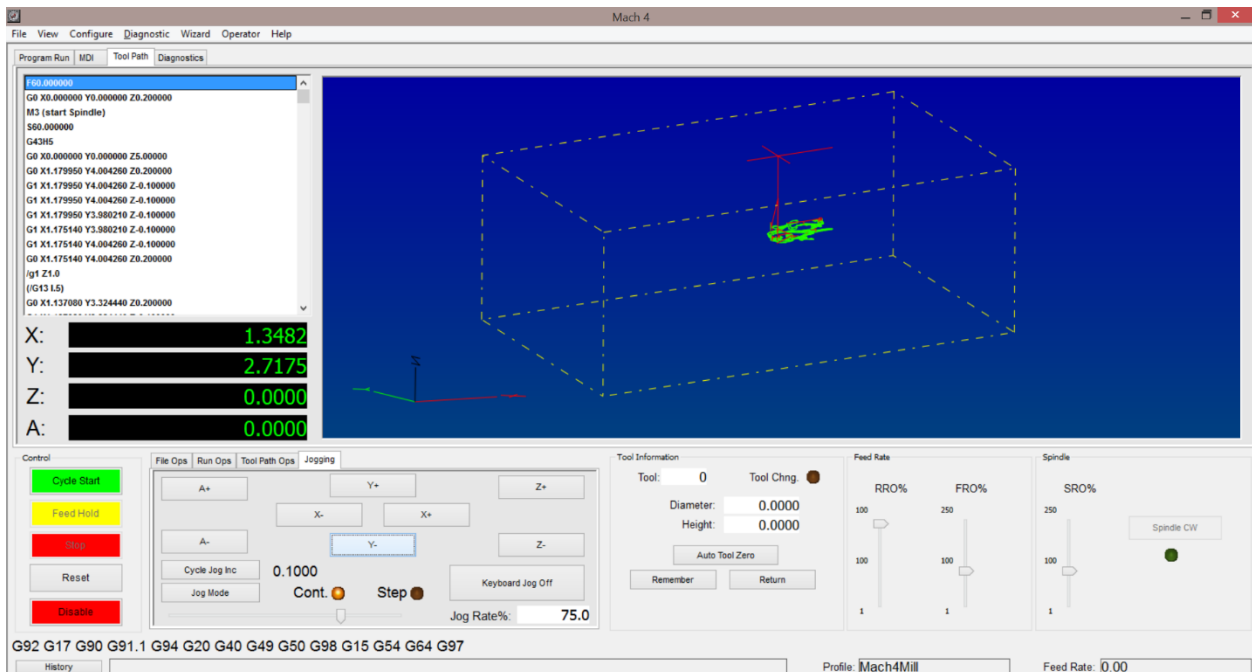 Mach 4
File View Configure Diagnostic Wizard Operator Help
Program Run MDI Tool Path Diagnostics
F60.000000
G0 X0.000000 Y0.000000 Z0.200000
M3 (start Spindle)
S60.000000
G43H5
G0 X0.000000 Y0.000000 Z5.00000
G0 X1.179950 Y4.004260 Z0.200000
G1 X1.179950 Y4.004260 Z-0.100000
G1 X1.179950 Y4.004260 Z-0.100000
G1 X1.179950 Y3.980210 Z-0.100000
G1 X1.175140 Y3.980210 Z-0.100000
G1 X1.175140 Y4.004260 Z-0.100000
G0 X1.175140 Y4.004260 Z0.200000
/g1 Z1.0
(/G13 I.5)
G0 X1.137080 Y3.324440 Z0.200000
X: 1.3482
Y: 2.7175
Z: 0.0000
A: 0.0000
Control
Cycle Start
Feed Hold
Stop
Reset
Disable
File Ops Run Ops Tool Path Ops Jogging
A+ Y+ Z+
X- X+
A- Y- Z-
Cycle Jog Inc 0.1000
Jog Mode Cont. Step Keyboard Jog Off
Jog Rate%: 75.0
Tool Information
Tool: 0 Tool Chng.
Diameter: 0.0000
Height: 0.0000
Auto Tool Zero
Remember Return
Feed Rate
RRO% FRO%
100 250
100 100
1 1
Spindle
SRO%
250
100
1
Spindle CW
G92 G17 G90 G91.1 G94 G20 G40 G49 G50 G98 G15 G54 G64 G97
History Profile: Mach4Mill Feed Rate: 0.00